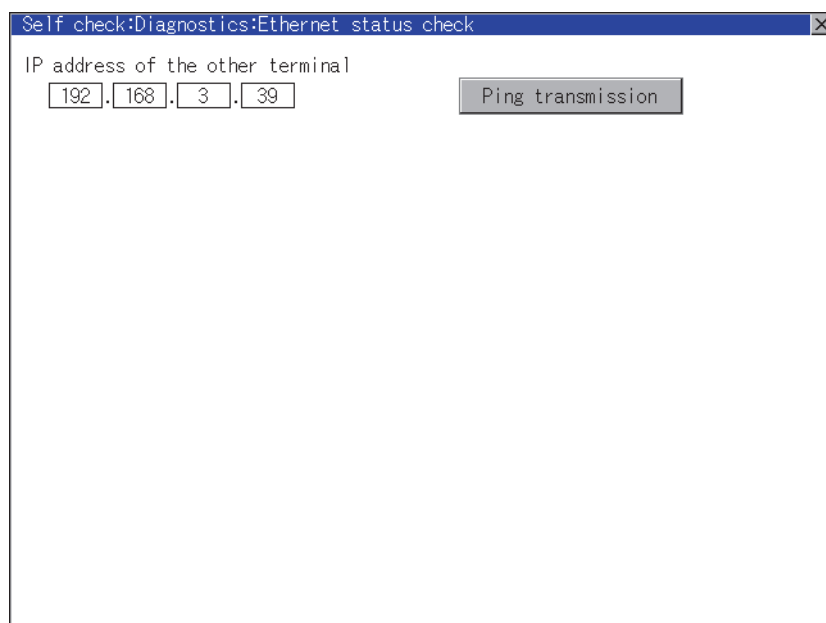 Self check:Diagnostics:Ethernet status check
IP address of the other terminal
192.168.3.39
Ping transmission